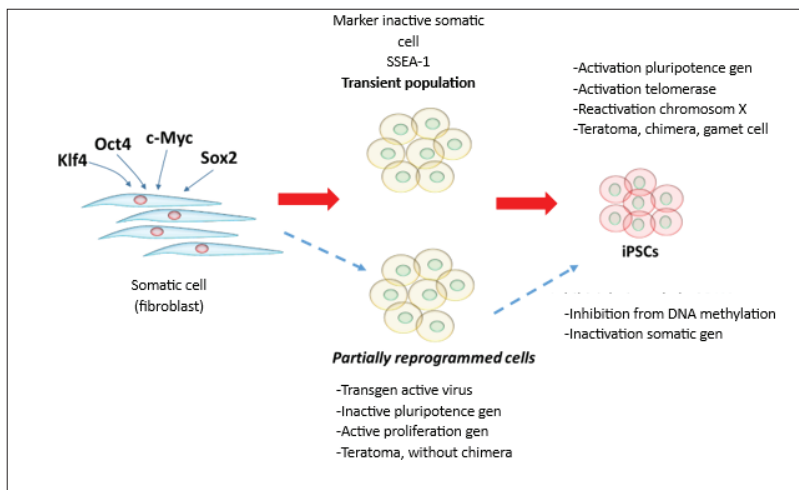 Marker inactive somatic
cell
SSEA-1
Transient population
-Activation pluripotence gen
-Activation telomerase
-Reactivation chromosom X
-Teratoma, chimera, gamet cell
Klf4
Oct4
c-Myc
Sox2
Somatic cell
(fibroblast)
iPSCs
-Inhibition from DNA methylation
-Inactivation somatic gen
Partially reprogrammed cells
-Transgen active virus
-Inactive pluripotence gen
-Active proliferation gen
-Teratoma, without chimera